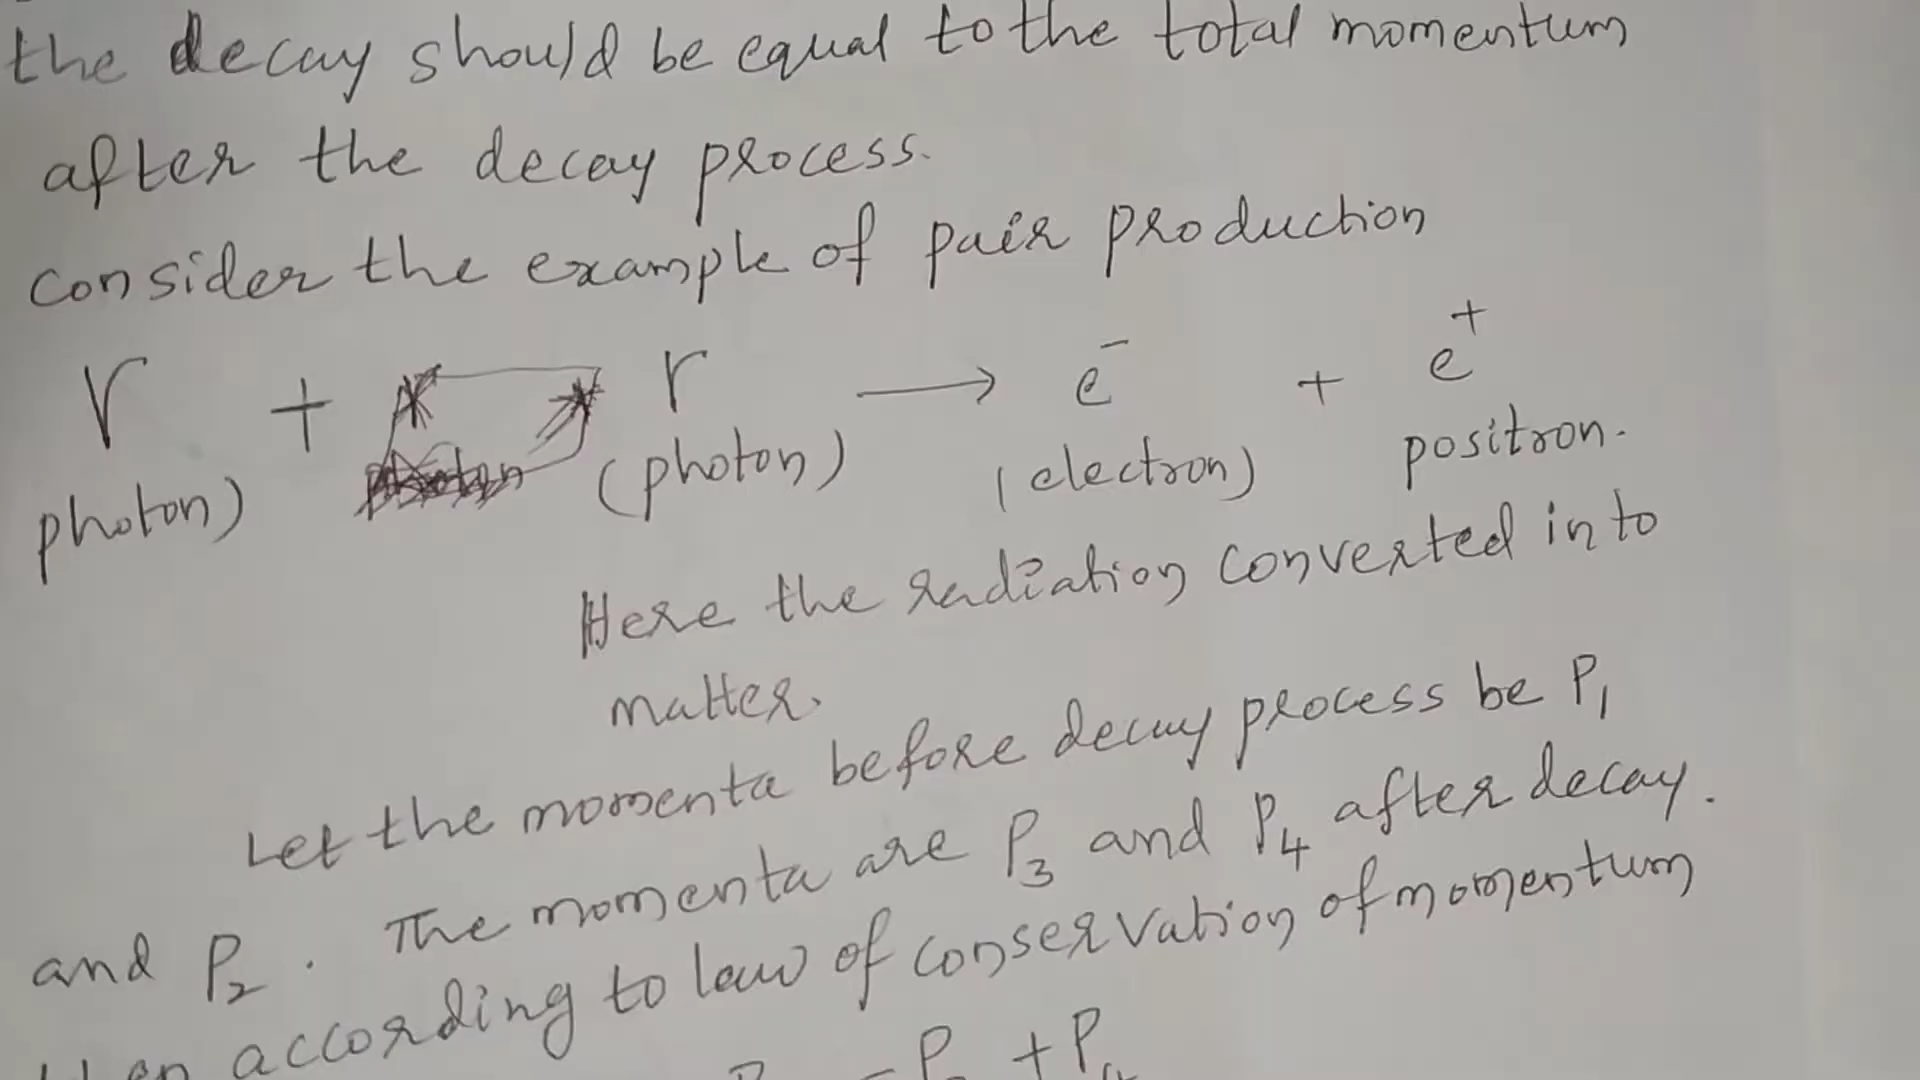 the decay should be equal to the total momentum
after the decay process.
consider the example of pair production
γ + γ → e⁻ + e⁺
photon) (photon) (electron) positron.
Here the radiation converted in to
matter.
Let the momenta before decay process be P₁
and P₂. The momenta are P₃ and P₄ after decay.
according to law of conservation of momentum